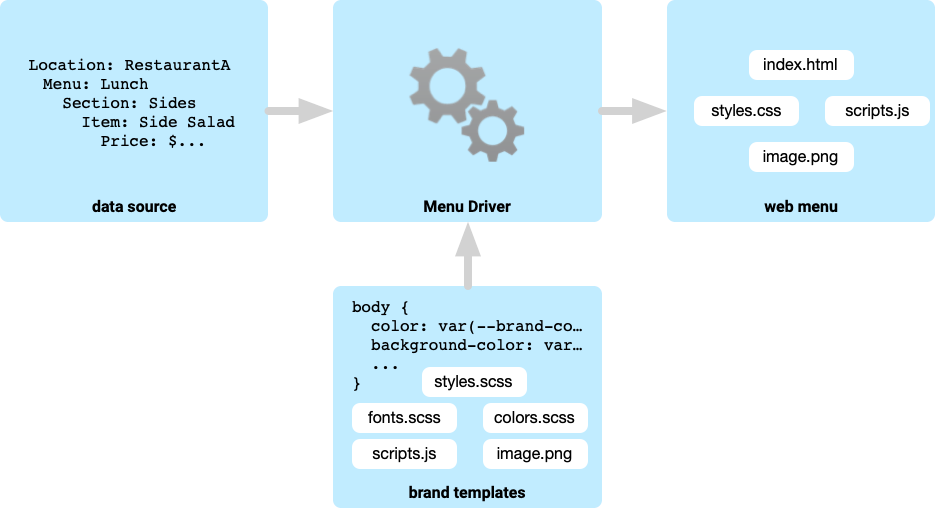 Location: RestaurantA
Menu: Lunch
Section: Sides
Item: Side Salad
Price: $...
data source
Menu Driver
index.html
styles.css
scripts.js
image.png
web menu
body {
color: var(--brand-co…
background-color: var…
...
}
styles.scss
fonts.scss
colors.scss
scripts.js
image.png
brand templates